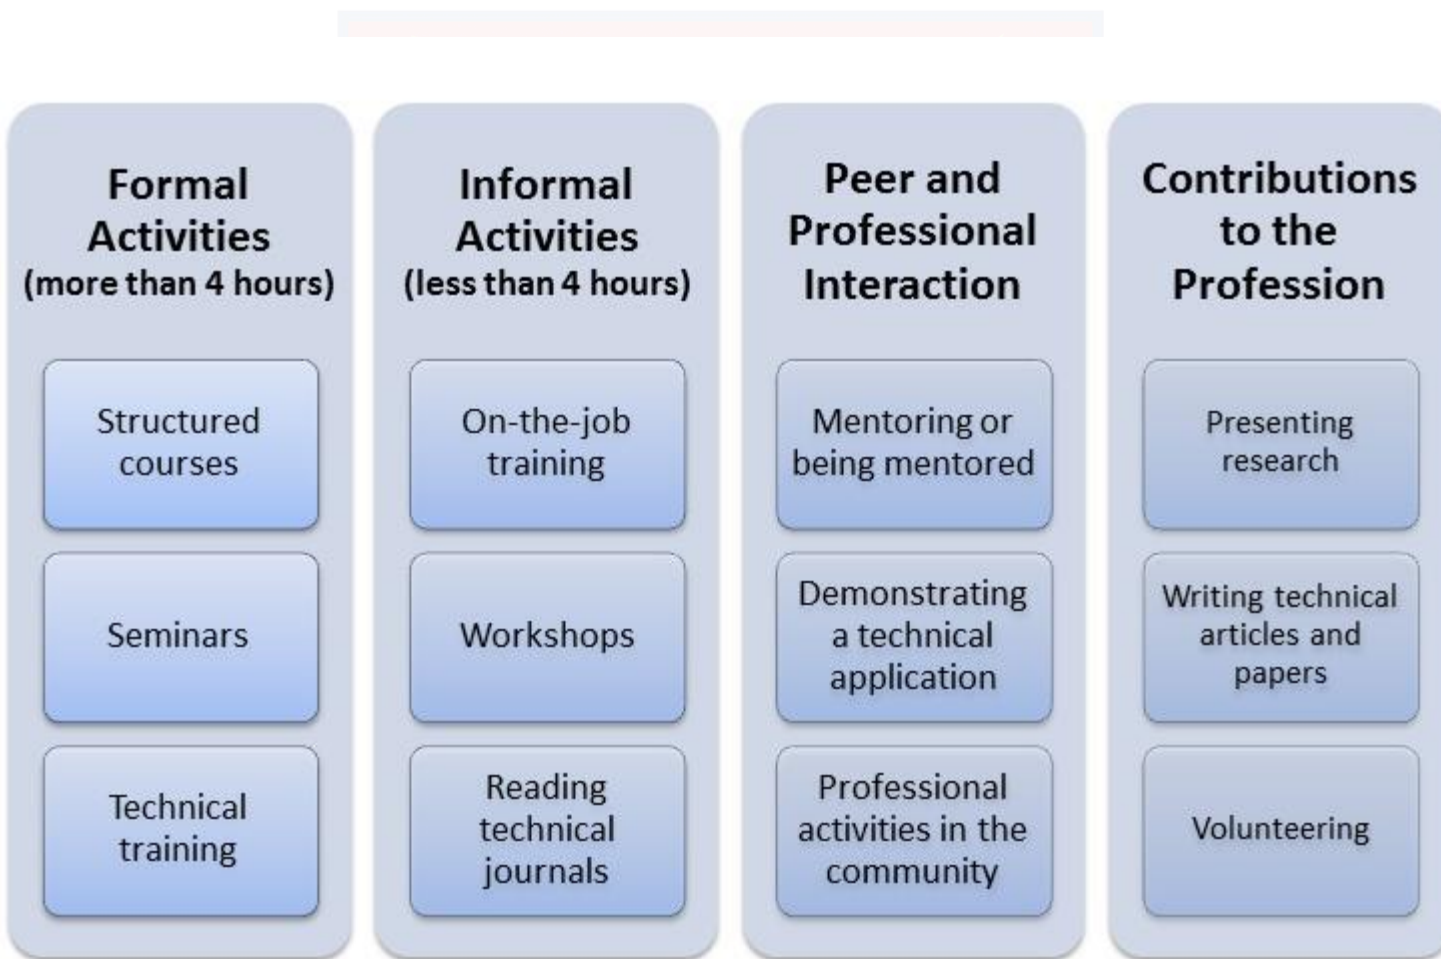 Formal
Activities
(more than 4 hours)
Structured
courses
Seminars
Technical
training
Informal
Activities
(less than 4 hours)
On-the-job
training
Workshops
Reading
technical
journals
Peer and
Professional
Interaction
Mentoring or
being mentored
Demonstrating
a technical
application
Professional
activities in the
community
Contributions
to the
Profession
Presenting
research
Writing technical
articles and
papers
Volunteering